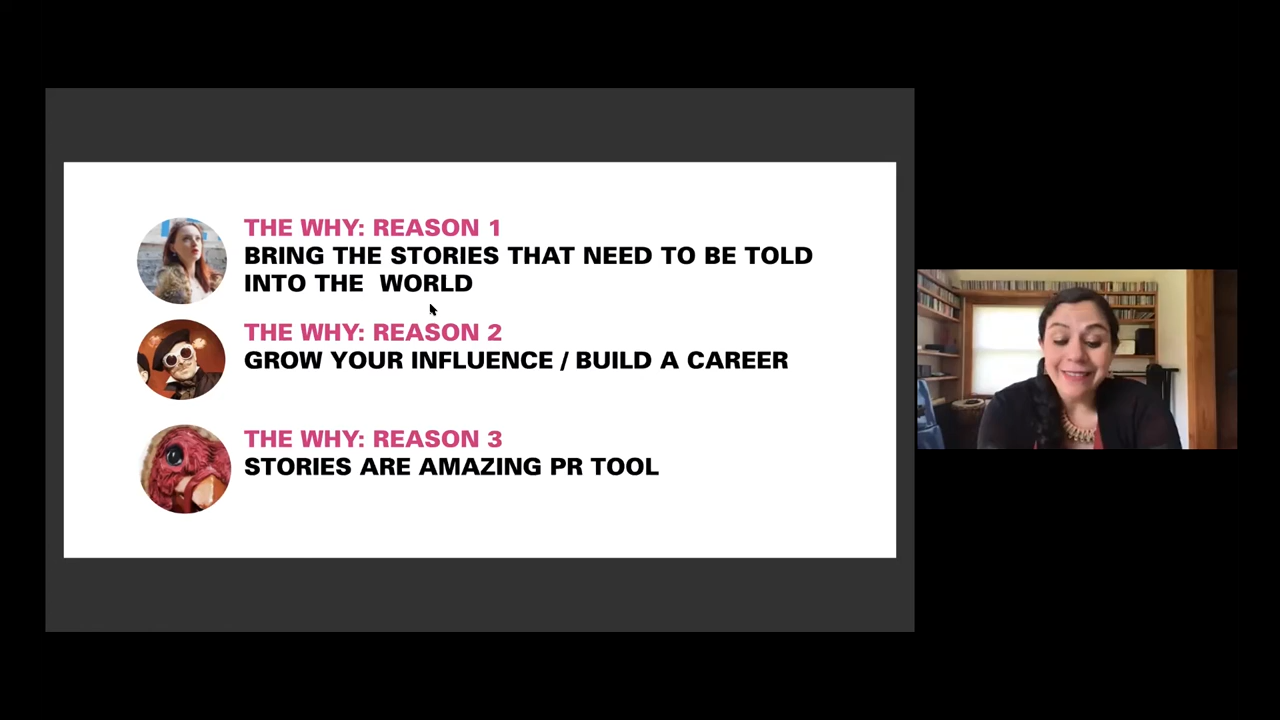 THE WHY: REASON 1
BRING THE STORIES THAT NEED TO BE TOLD
INTO THE WORLD
THE WHY: REASON 2
GROW YOUR INFLUENCE / BUILD A CAREER
THE WHY: REASON 3
STORIES ARE AMAZING PR TOOL